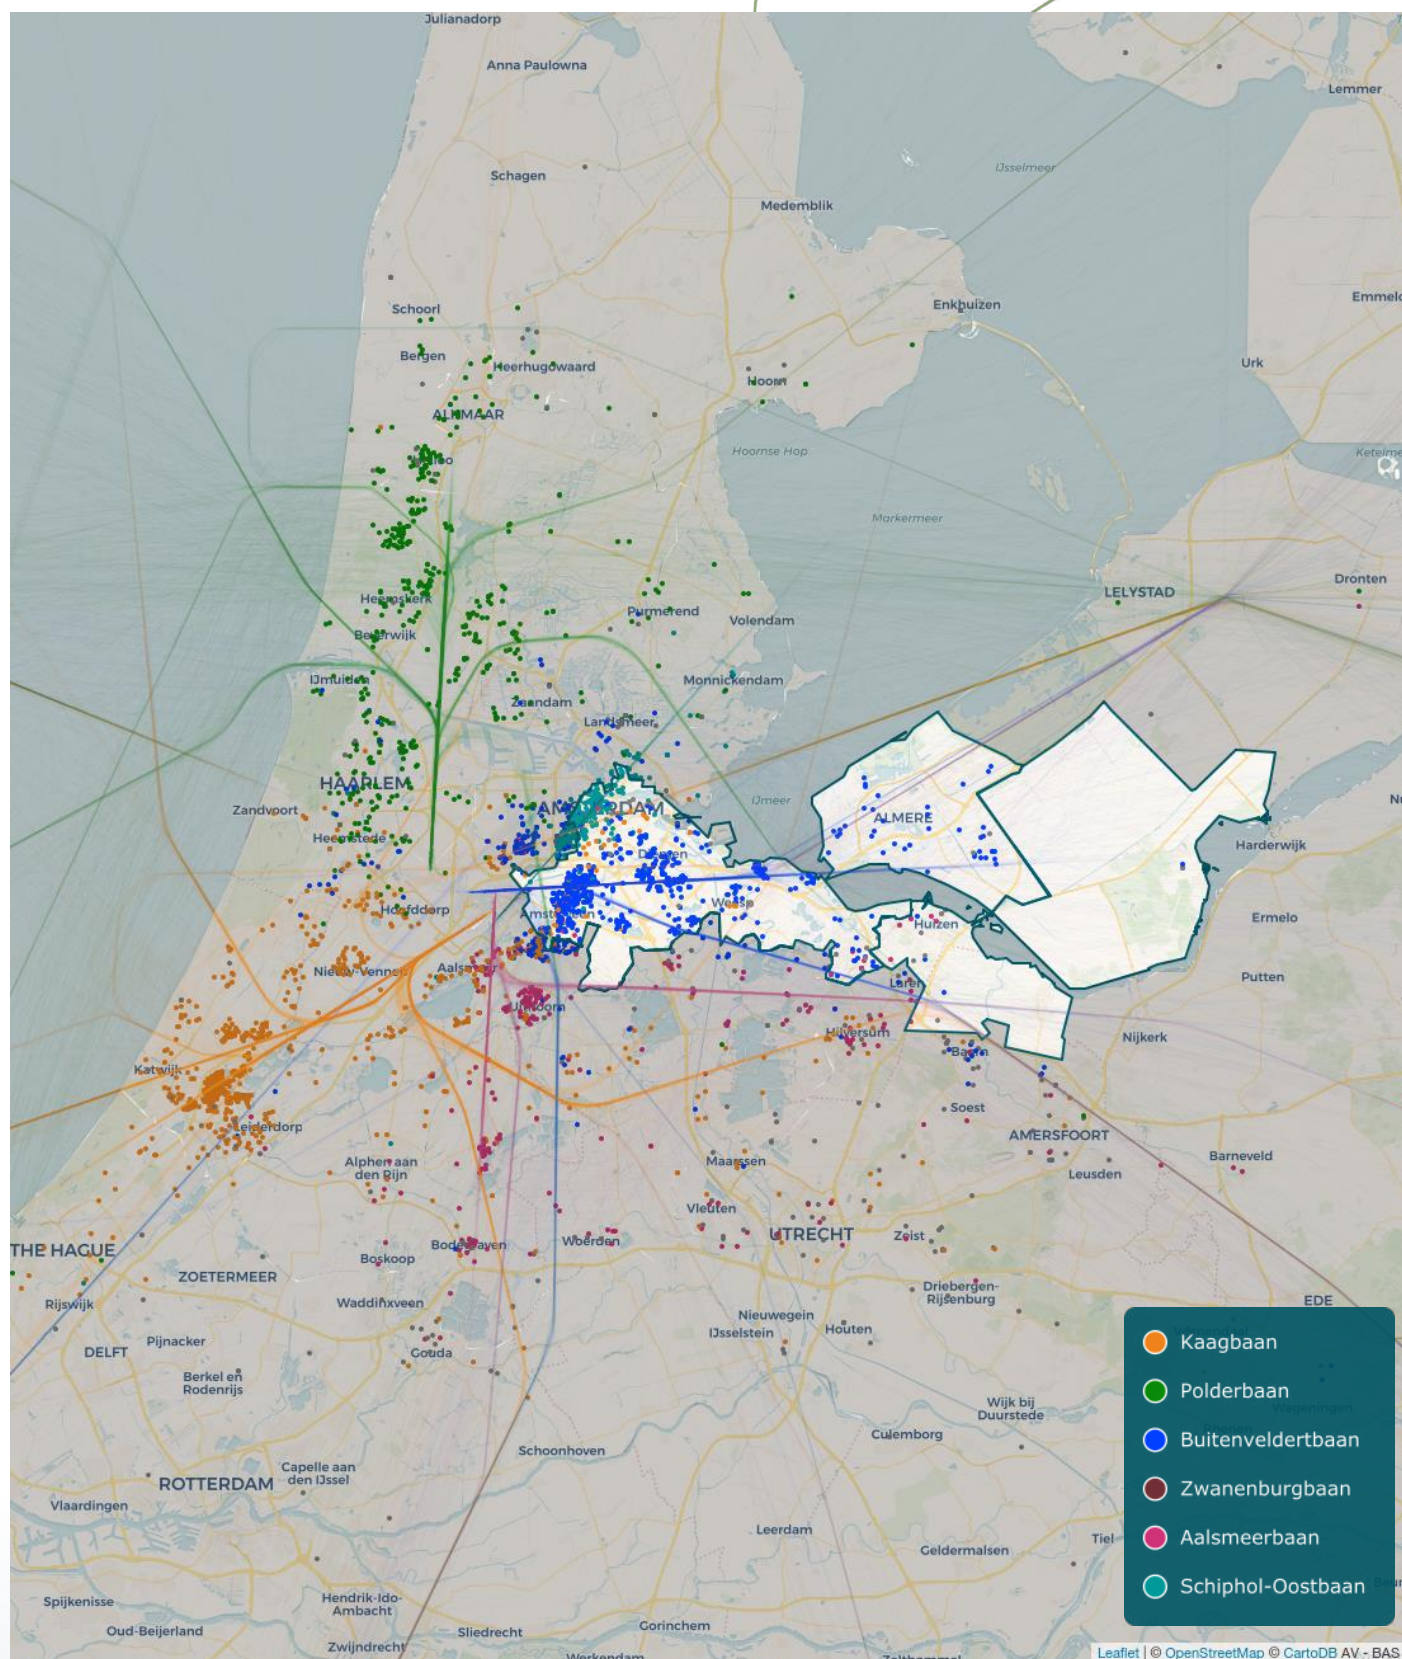 Julianadorp
Anna Paulowna
Lemmer
IJsselmeer
Schagen
Medemblik
Schoorl
Enkhuizen
Emmelo
Bergen
Heerhugowaard
Urk
Hoorn
ALKMAAR
Hoornse Hop
Ketelme
Markermeer
LELYSTAD
Dronten
Heemskerk
Purmerend
Volendam
Beverwijk
IJmuiden
Monnickendam
Zaandam
Landsmeer
HAARLEM
Zandvoort
AMSTERDAM
IJmeer
ALMERE
Heemstede
Diemen
Harderwijk
Hoofddorp
Amstelveen
Weesp
Huizen
Ermelo
Nieuw-Vennep
Aalsmeer
Laren
Putten
Uithoorn
Hilversum
Nijkerk
Katwijk
Baarn
Soest
Leiderdorp
AMERSFOORT
Alphen aan
den Rijn
Maarssen
Leusden
Barneveld
Vleuten
THE HAGUE
Boskoop
Bodegraven
Woerden
UTRECHT
Zeist
ZOETERMEER
Rijswijk
Waddinxveen
Driebergen-
Rijsenburg
EDE
Nieuwegein
IJsselstein
Houten
Pijnacker
DELFT
Gouda
Berkel en
Rodenrijs
Kaagbaan
Polderbaan
Buitenveldertbaan
Zwanenburgbaan
Aalsmeerbaan
Schiphol-Oostbaan
Wageningen
Wijk bij
Duurstede
Culemborg
Schoonhoven
ROTTERDAM
Capelle aan
den IJssel
Vlaardingen
Leerdam
Geldermalsen
Tiel
Spijkenisse
Hendrik-Ido-
Ambacht
Oud-Beijerland
Sliedrecht
Gorinchem
Zwijndrecht
Werkendam
Zaltbommel
Leaflet | © OpenStreetMap © CartoDB AV - BAS